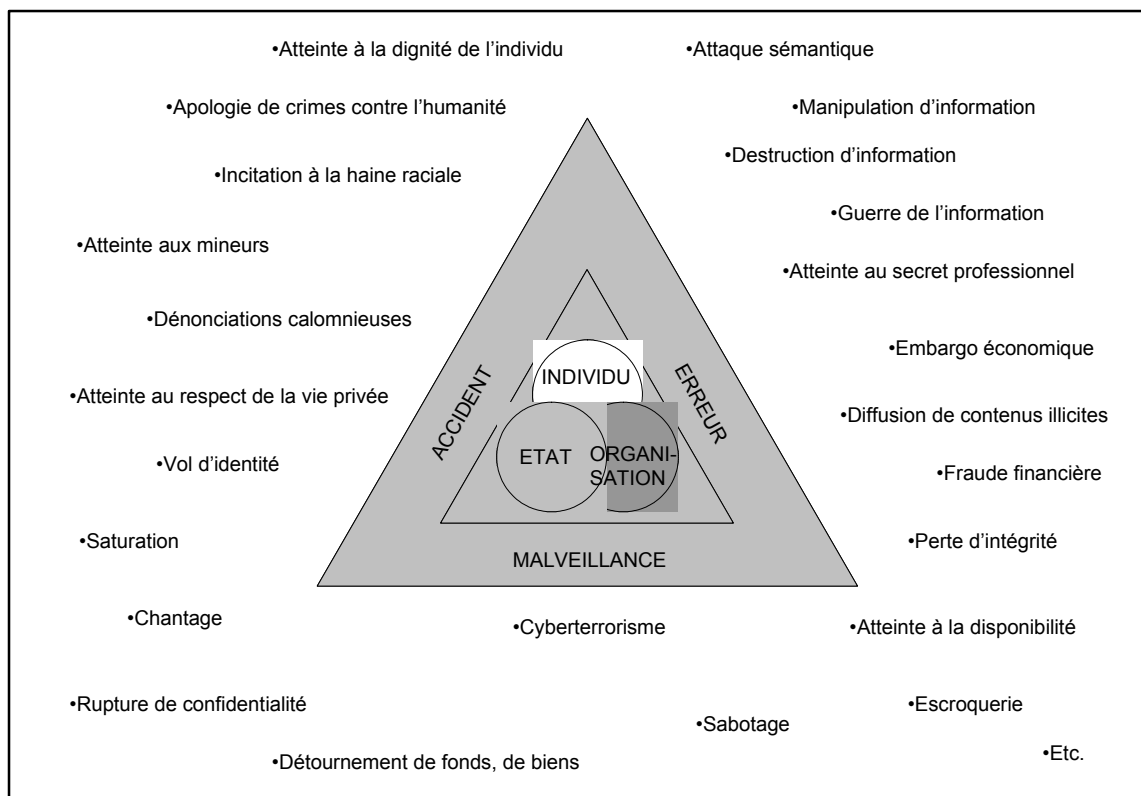 •Atteinte à la dignité de l’individu
•Attaque sémantique
•Apologie de crimes contre l’humanité
•Manipulation d’information
•Destruction d’information
•Incitation à la haine raciale
•Guerre de l’information
•Atteinte aux mineurs
•Atteinte au secret professionnel
•Dénonciations calomnieuses
•Embargo économique
INDIVIDU
ACCIDENT
ERREUR
•Atteinte au respect de la vie privée
•Diffusion de contenus illicites
ETAT
ORGANI-
SATION
•Vol d’identité
•Fraude financière
•Saturation
•Perte d’intégrité
MALVEILLANCE
•Chantage
•Cyberterrorisme
•Atteinte à la disponibilité
•Rupture de confidentialité
•Escroquerie
•Sabotage
•Etc.
•Détournement de fonds, de biens